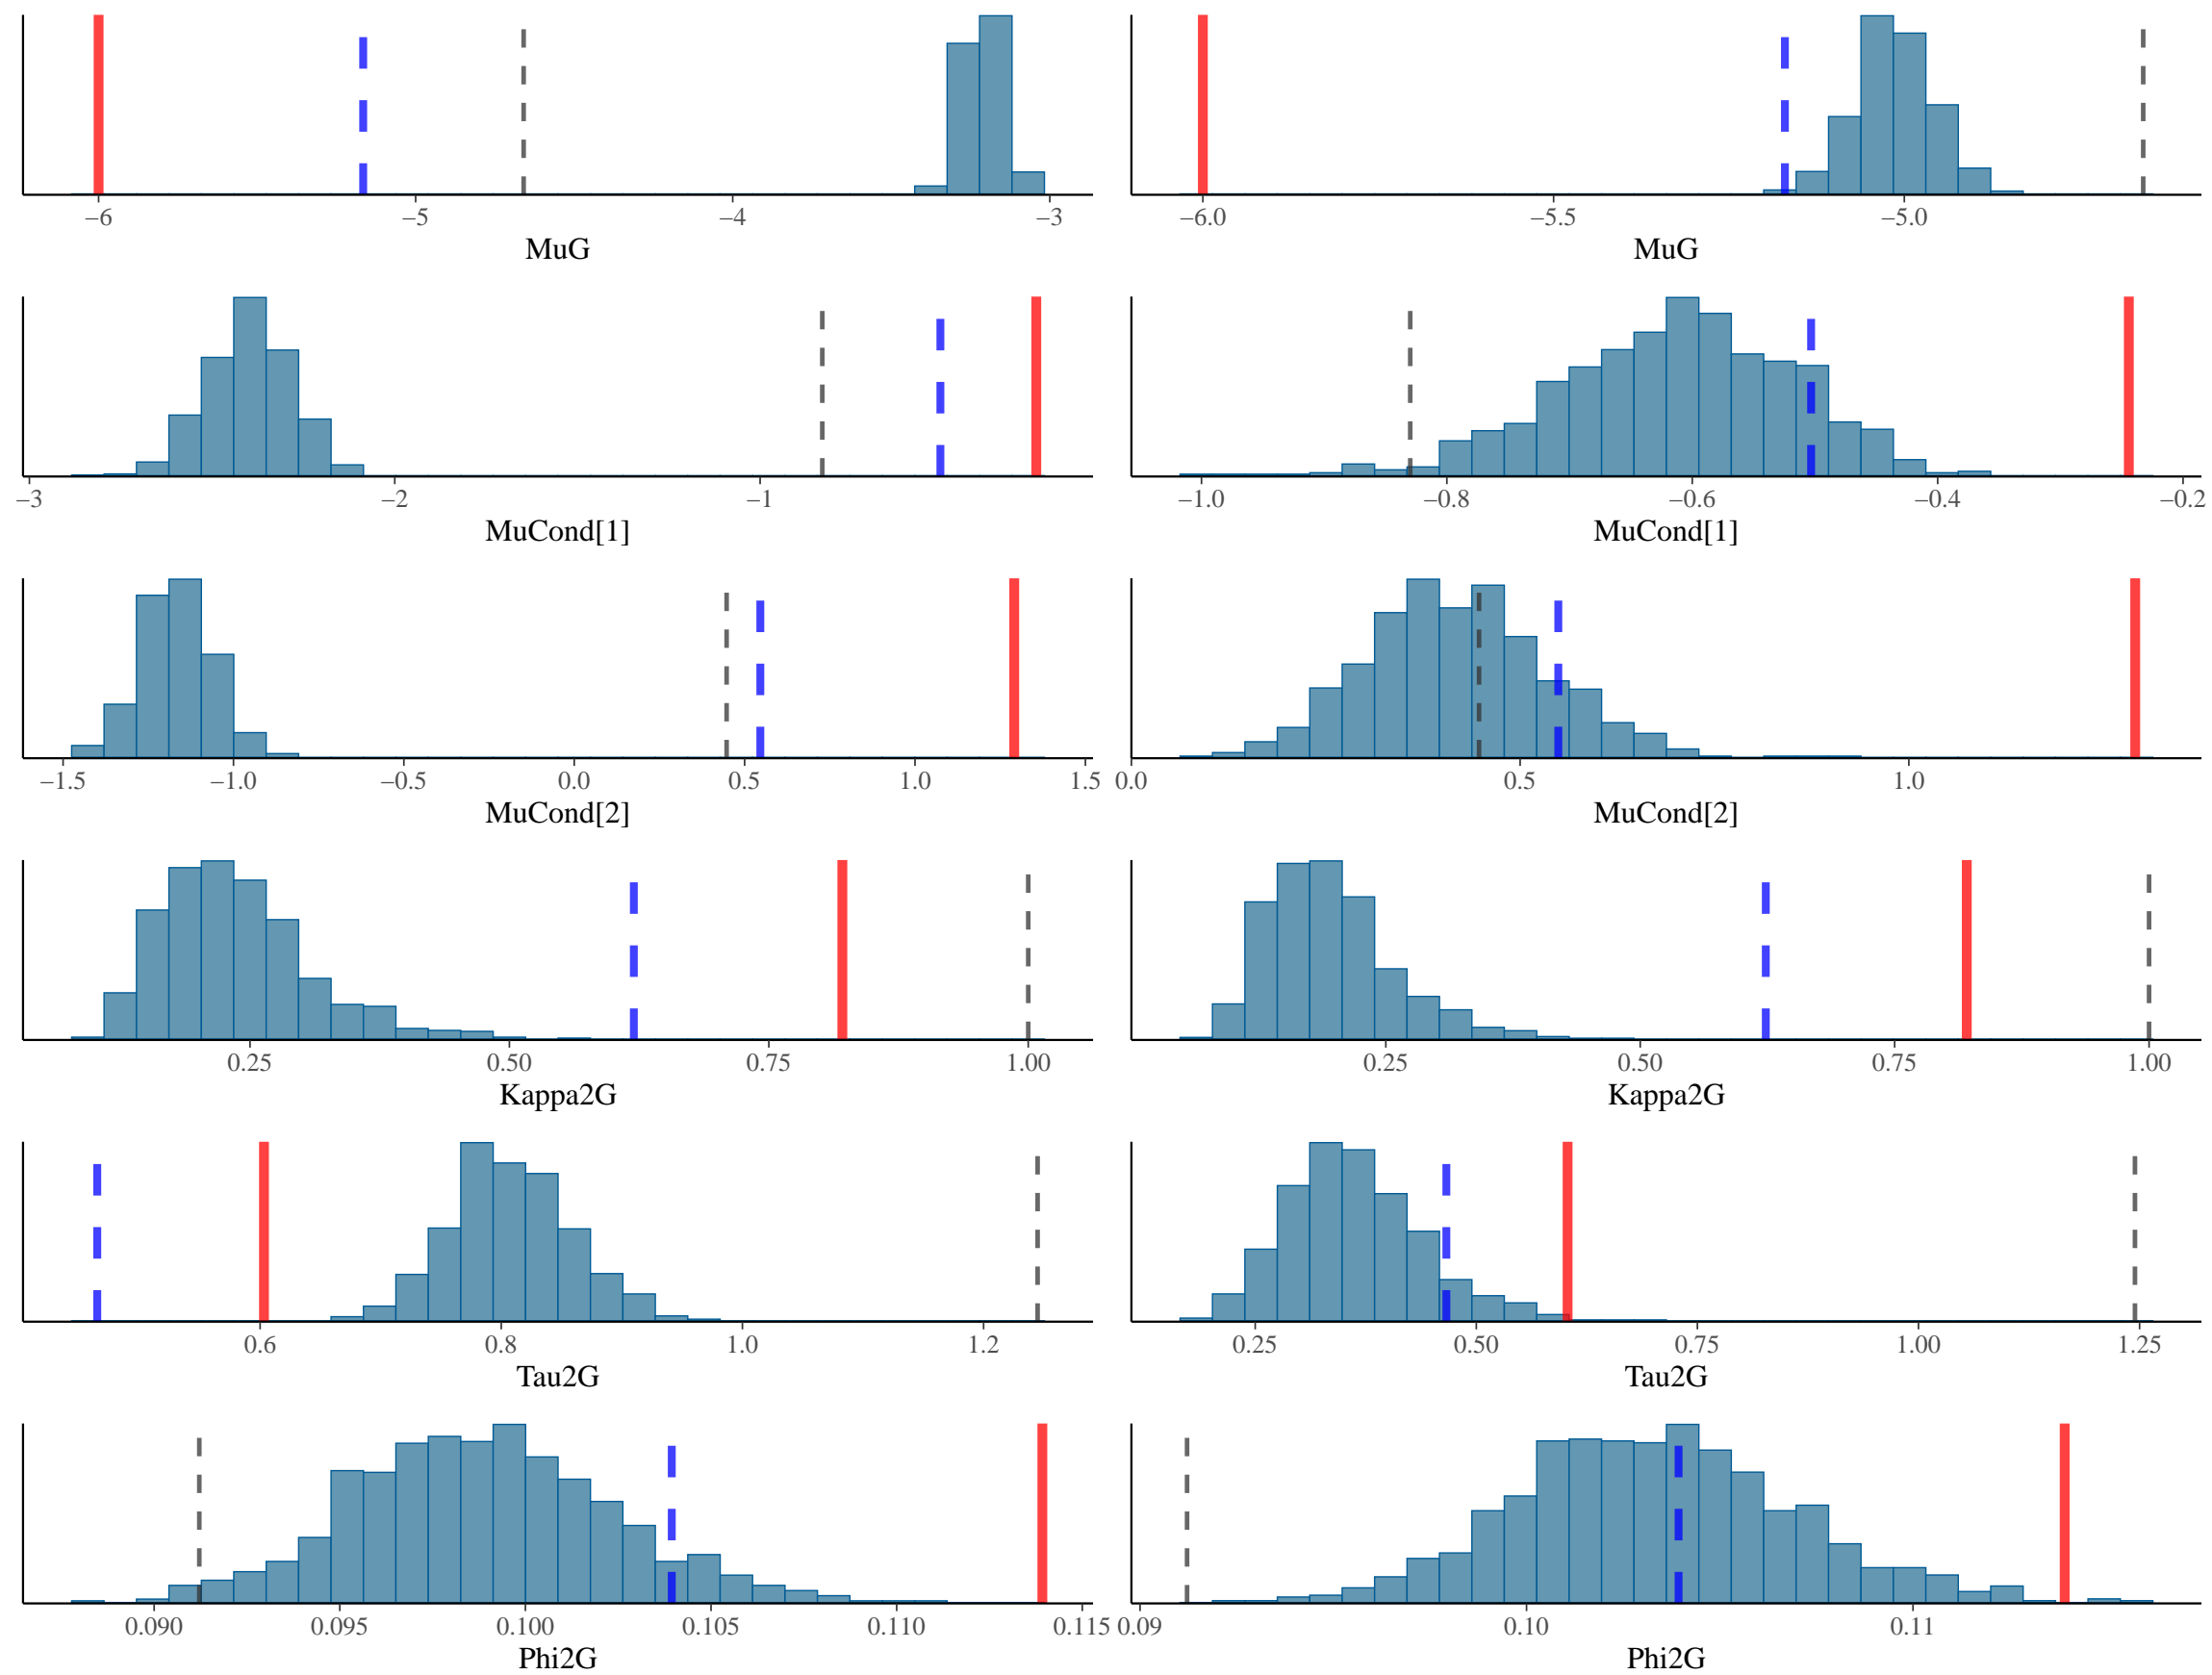 −6 −5 −4 −3
MuG
−6.0 −5.5 −5.0
MuG
−3 −2 −1
MuCond[1]
−1.0 −0.8 −0.6 −0.4 −0.2
MuCond[1]
−1.5 −1.0 −0.5 0.0 0.5 1.0 1.5
MuCond[2]
0.0 0.5 1.0
MuCond[2]
0.25 0.50 0.75 1.00
Kappa2G
0.25 0.50 0.75 1.00
Kappa2G
0.6 0.8 1.0 1.2
Tau2G
0.25 0.50 0.75 1.00 1.25
Tau2G
0.090 0.095 0.100 0.105 0.110 0.115
Phi2G
0.09 0.10 0.11
Phi2G